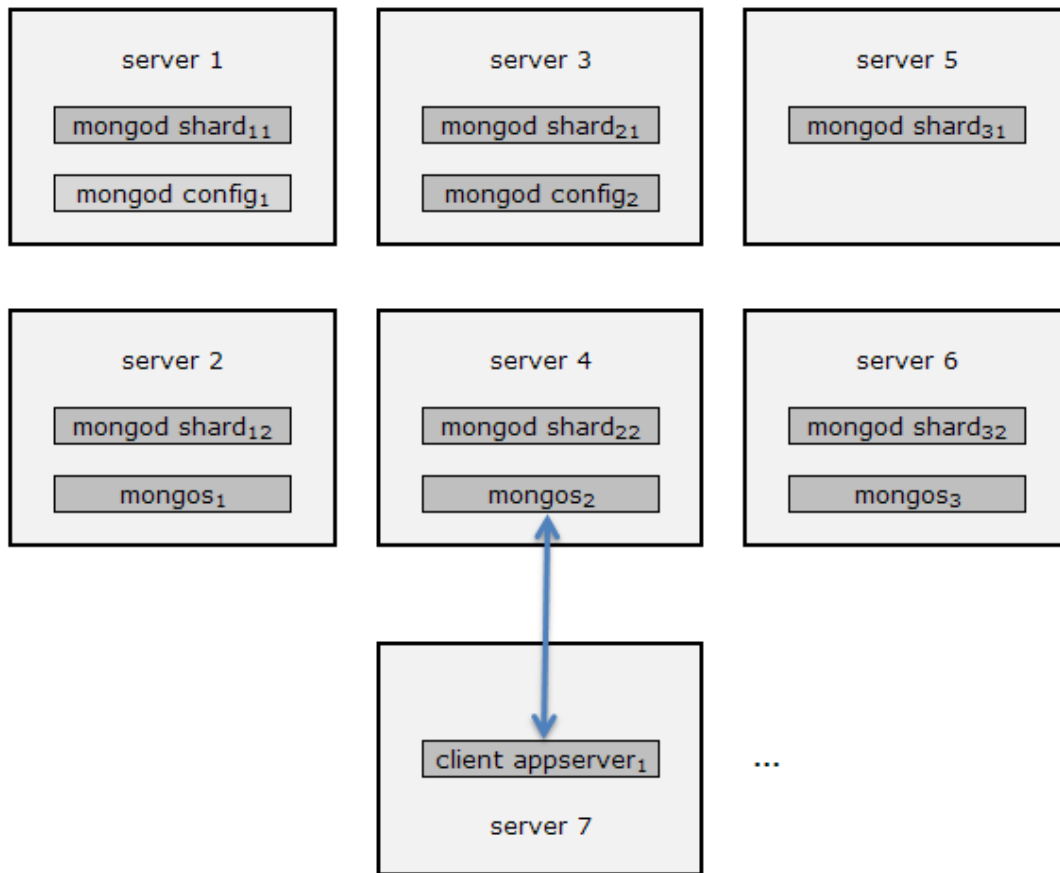 server 1
mongod shard₁₁
mongod config₁
server 3
mongod shard₂₁
mongod config₂
server 5
mongod shard₃₁
server 2
mongod shard₁₂
mongos₁
server 4
mongod shard₂₂
mongos₂
server 6
mongod shard₃₂
mongos₃
client appserver₁
server 7
...